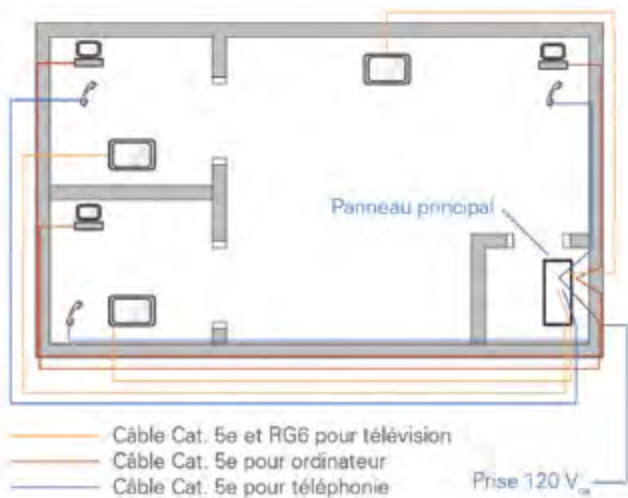 Panneau principal
Câble Cat. 5e et RG6 pour télévision
Câble Cat. 5e pour ordinateur
Câble Cat. 5e pour téléphonie
Prise 120 V